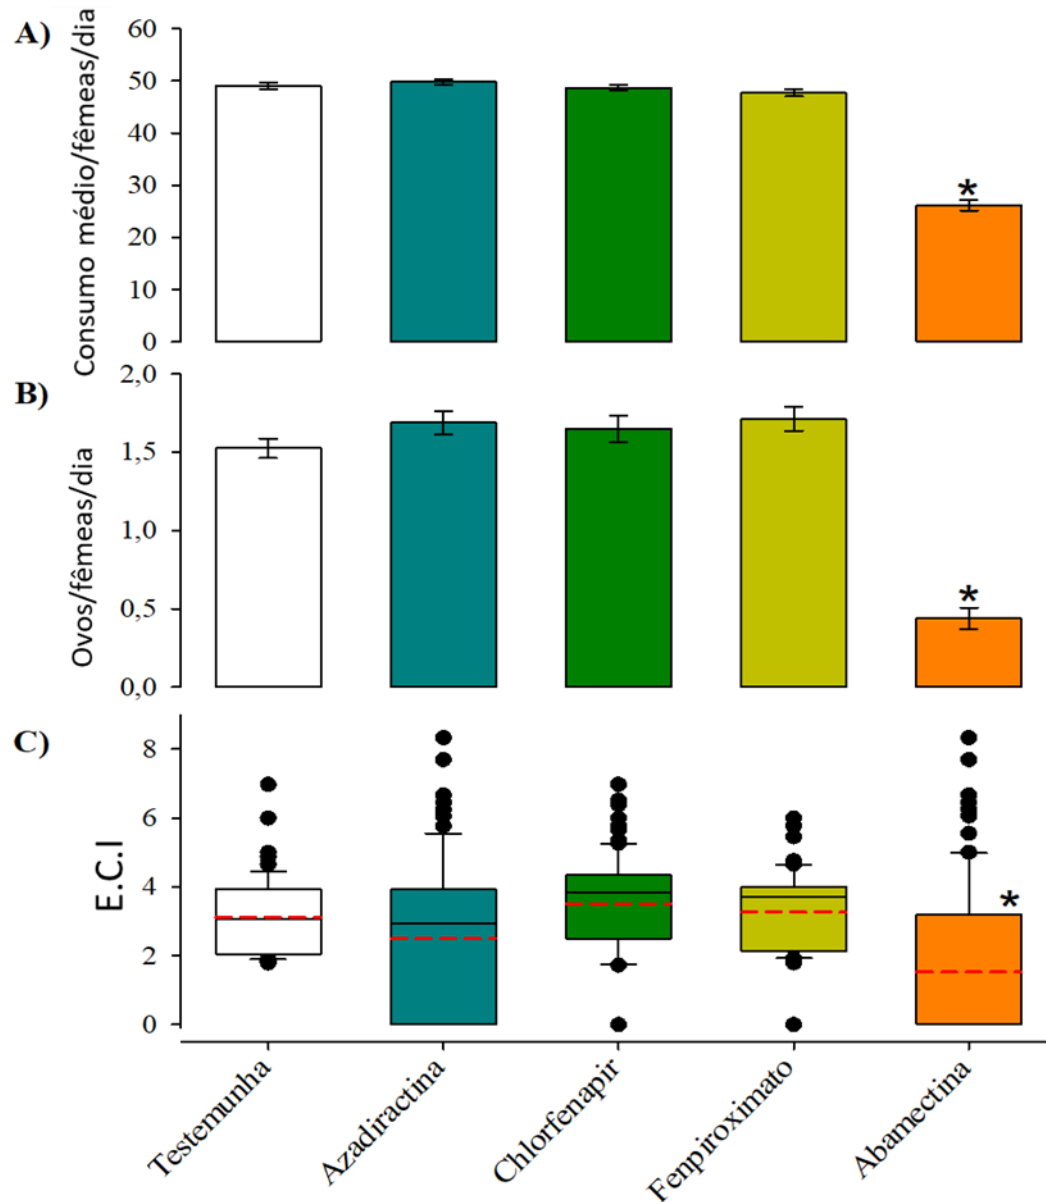 A)
Consumo médio/fêmeas/dia
60
50
40
30
20
10
0
*
B)
Ovos/fêmeas/dia
2,0
1,5
1,0
0,5
0,0
*
C)
E.C.I
8
6
4
2
0
*
Testemunha
Azadiractina
Chlorfenapir
Fenpiroximato
Abamectina